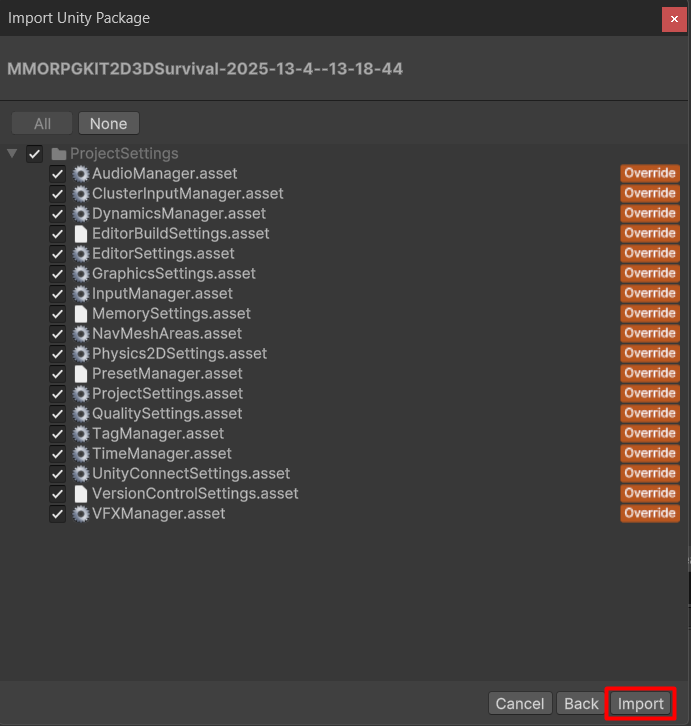 Import Unity Package
×
MMORPGKIT2D3DSurvival-2025-13-4--13-18-44
All None
ProjectSettings
AudioManager.asset Override
ClusterInputManager.asset Override
DynamicsManager.asset Override
EditorBuildSettings.asset Override
EditorSettings.asset Override
GraphicsSettings.asset Override
InputManager.asset Override
MemorySettings.asset Override
NavMeshAreas.asset Override
Physics2DSettings.asset Override
PresetManager.asset Override
ProjectSettings.asset Override
QualitySettings.asset Override
TagManager.asset Override
TimeManager.asset Override
UnityConnectSettings.asset Override
VersionControlSettings.asset Override
VFXManager.asset Override
Cancel Back Import